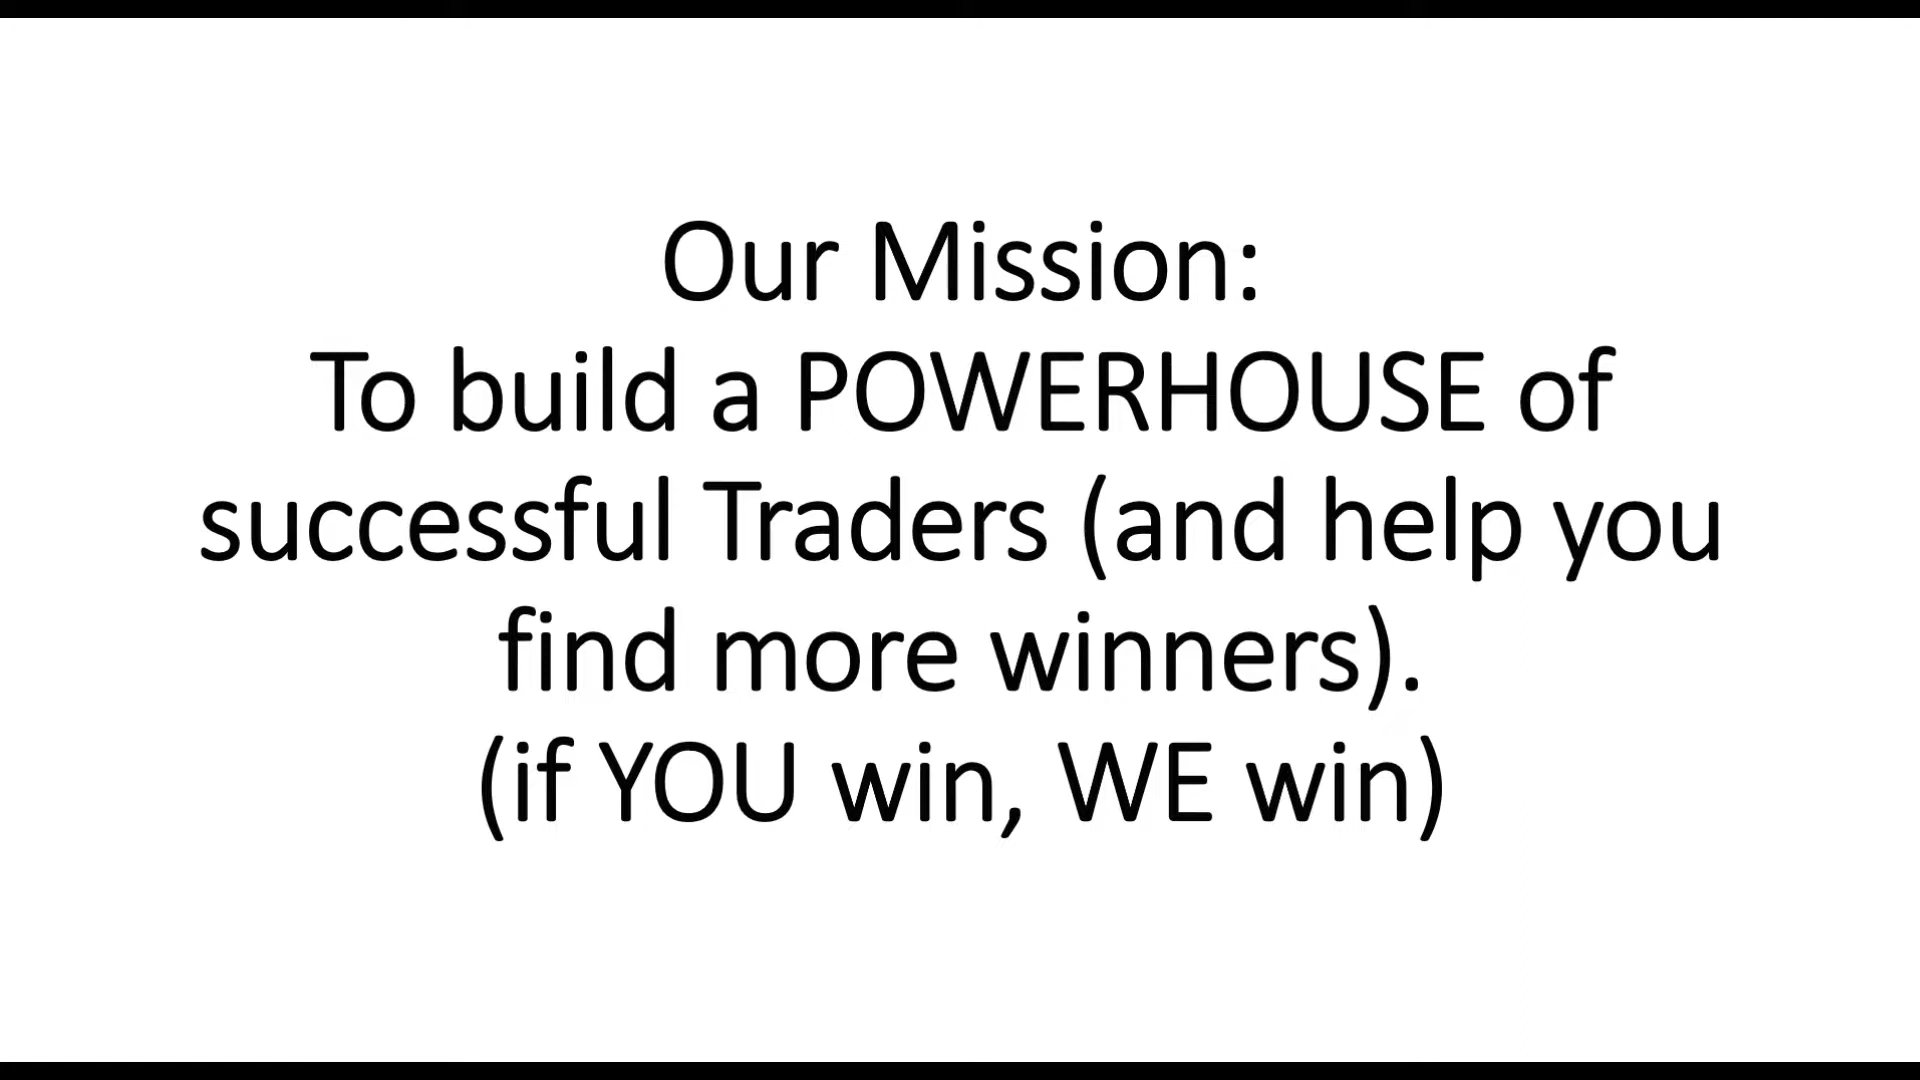 Our Mission:
To build a POWERHOUSE of
successful Traders (and help you
find more winners).
(if YOU win, WE win)